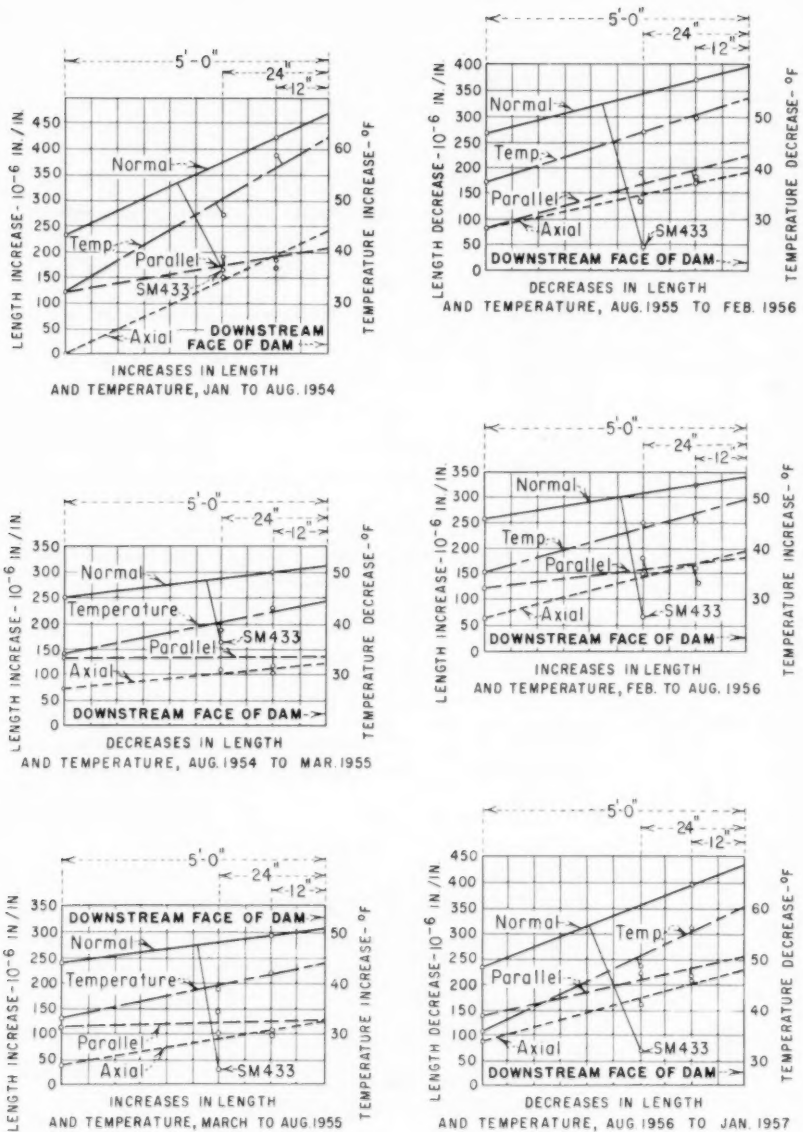 5'-0"
24"
12"
LENGTH INCREASE-10⁻⁶ IN./IN.
450
400
350
300
250
200
150
100
50
0
Normal
Temp
Parallel
SM433
Axial
DOWNSTREAM
FACE OF DAM
60
50
40
30
TEMPERATURE INCREASE-°F
INCREASES IN LENGTH
AND TEMPERATURE, JAN TO AUG. 1954
5'-0"
24"
12"
LENGTH DECREASE-10⁻⁶ IN./IN.
400
350
300
250
200
150
100
50
0
Normal
Temp.
Parallel
Axial
SM433
DOWNSTREAM FACE OF DAM
50
40
30
TEMPERATURE DECREASE-°F
DECREASES IN LENGTH
AND TEMPERATURE, AUG. 1955 TO FEB. 1956
5'-0"
24"
12"
LENGTH INCREASE-10⁻⁶ IN./IN.
350
300
250
200
150
100
50
0
Normal
Temperature
Parallel
Axial
SM433
DOWNSTREAM FACE OF DAM
50
40
30
TEMPERATURE DECREASE-°F
DECREASES IN LENGTH
AND TEMPERATURE, AUG. 1954 TO MAR. 1955
5'-0"
24"
12"
LENGTH INCREASE-10⁻⁶ IN./IN.
350
300
250
200
150
100
50
0
Normal
Temp.
Parallel
Axial
SM433
DOWNSTREAM FACE OF DAM
50
40
30
TEMPERATURE INCREASE-°F
INCREASES IN LENGTH
AND TEMPERATURE, FEB. TO AUG. 1956
5'-0"
24"
12"
LENGTH INCREASE-10⁻⁶ IN./IN.
350
300
250
200
150
100
50
0
DOWNSTREAM FACE OF DAM
Normal
Temperature
Parallel
Axial
SM433
50
40
30
TEMPERATURE INCREASE-°F
INCREASES IN LENGTH
AND TEMPERATURE, MARCH TO AUG. 1955
5'-0"
24"
12"
LENGTH DECREASE-10⁻⁶ IN./IN.
450
400
350
300
250
200
150
100
50
0
Normal
Temp.
Parallel
Axial
SM433
DOWNSTREAM FACE OF DAM
60
50
40
30
TEMPERATURE DECREASE-°F
DECREASES IN LENGTH
AND TEMPERATURE, AUG. 1956 TO JAN. 1957